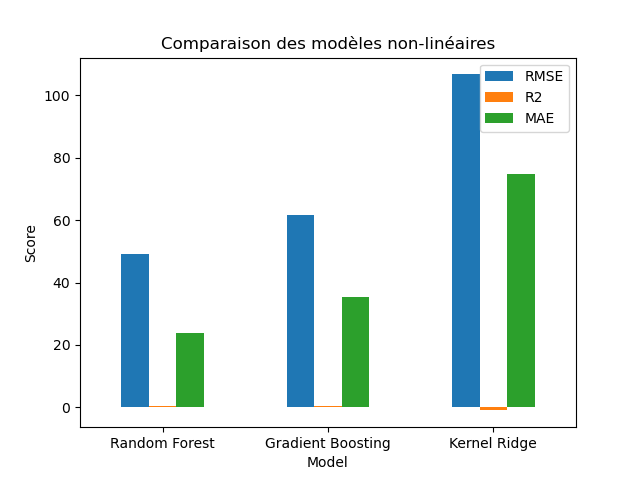 Comparaison des modèles non-linéaires
RMSE
R2
MAE
Score
100
80
60
40
20
0
Random Forest
Gradient Boosting
Kernel Ridge
Model